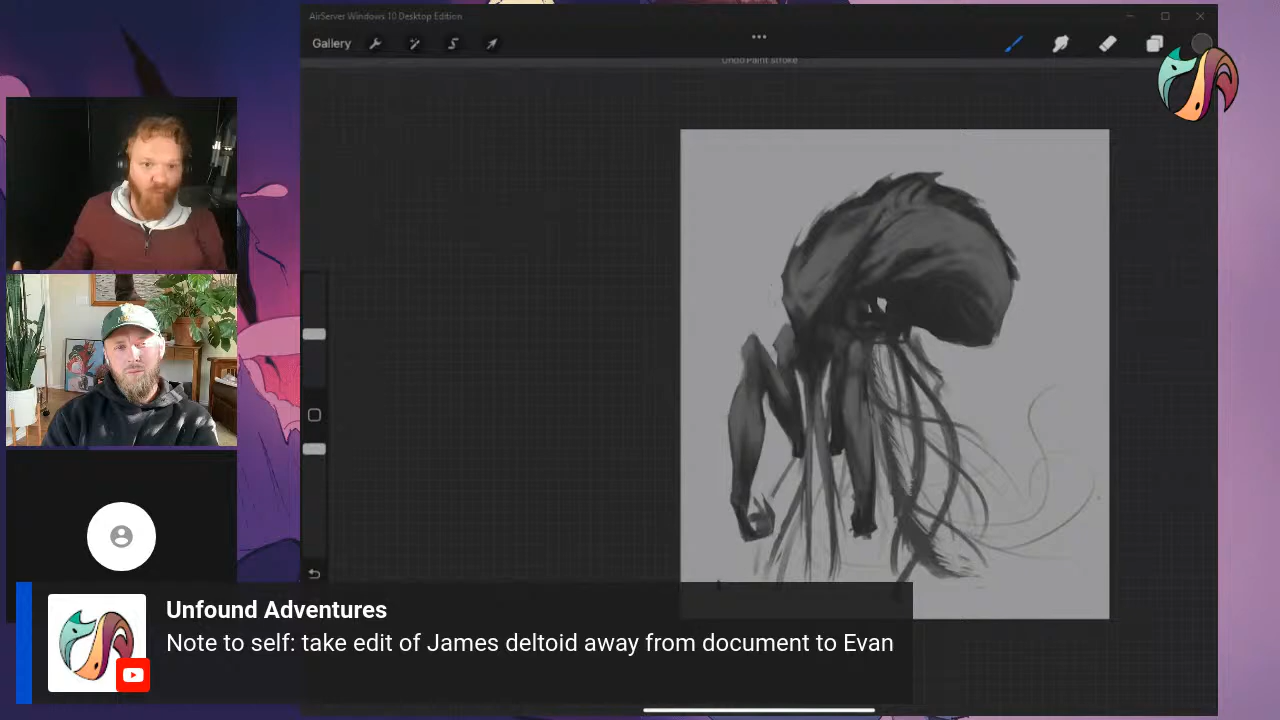 AirServer Windows 10 Desktop Edition
Gallery
Undo Paint stroke
Unfound Adventures
Note to self: take edit of James deltoid away from document to Evan